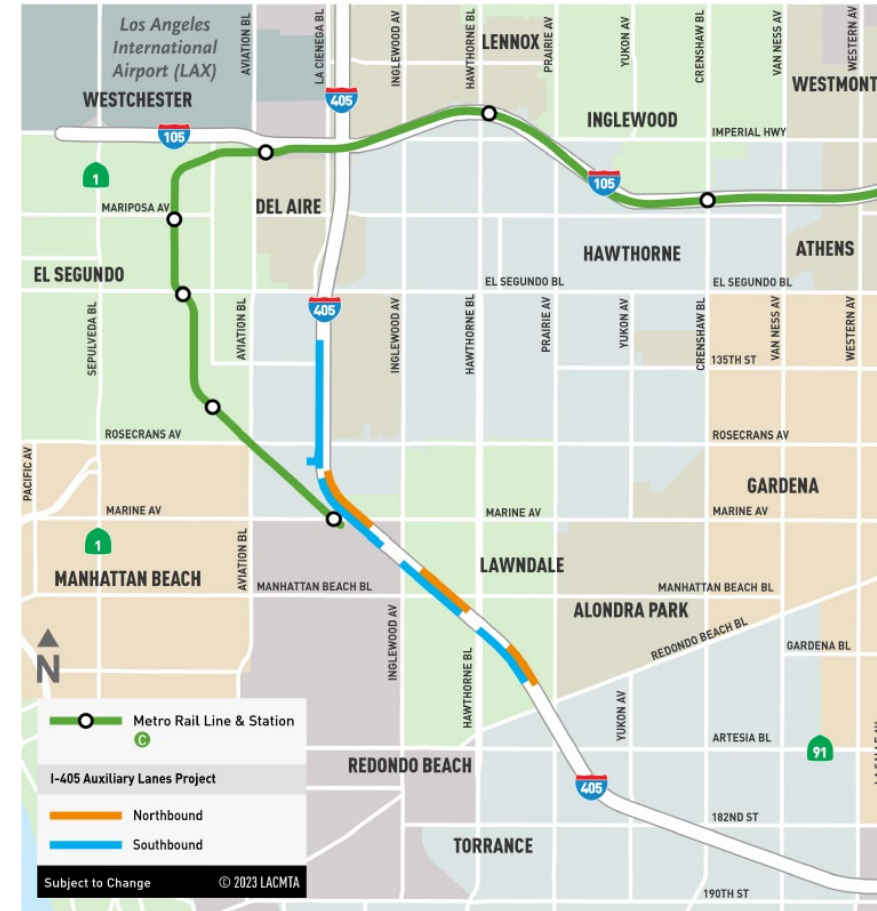 Los Angeles
International
Airport (LAX)
AVIATION BL
LA CIENEGA BL
INGLEWOOD AV
HAWTHORNE BL
LENNOX
PRAIRIE AV
YUKON AV
CRENSHAW BL
VAN NESS AV
WESTERN AV
WESTMONT
WESTCHESTER
405
105
INGLEWOOD
IMPERIAL HWY
1
105
MARIPOSA AV
DEL AIRE
HAWTHORNE
ATHENS
EL SEGUNDO
EL SEGUNDO BL
EL SEGUNDO BL
405
SEPULVEDA BL
AVIATION BL
INGLEWOOD AV
HAWTHORNE BL
PRAIRIE AV
YUKON AV
CRENSHAW BL
VAN NESS AV
WESTERN AV
135TH ST
ROSECRANS AV
ROSECRANS AV
PACIFIC AV
GARDENA
MARINE AV
MARINE AV
MARINE AV
1
AVIATION BL
LAWNDALE
MANHATTAN BEACH
MANHATTAN BEACH BL
MANHATTAN BEACH BL
ALONDRA PARK
REDONDO BEACH BL
INGLEWOOD AV
HAWTHORNE BL
GARDENA BL
N
YUKON AV
Metro Rail Line & Station
C
ARTESIA BL
91
REDONDO BEACH
I-405 Auxiliary Lanes Project
405
Northbound
182ND ST
Southbound
TORRANCE
Subject to Change © 2023 LACMTA
190TH ST